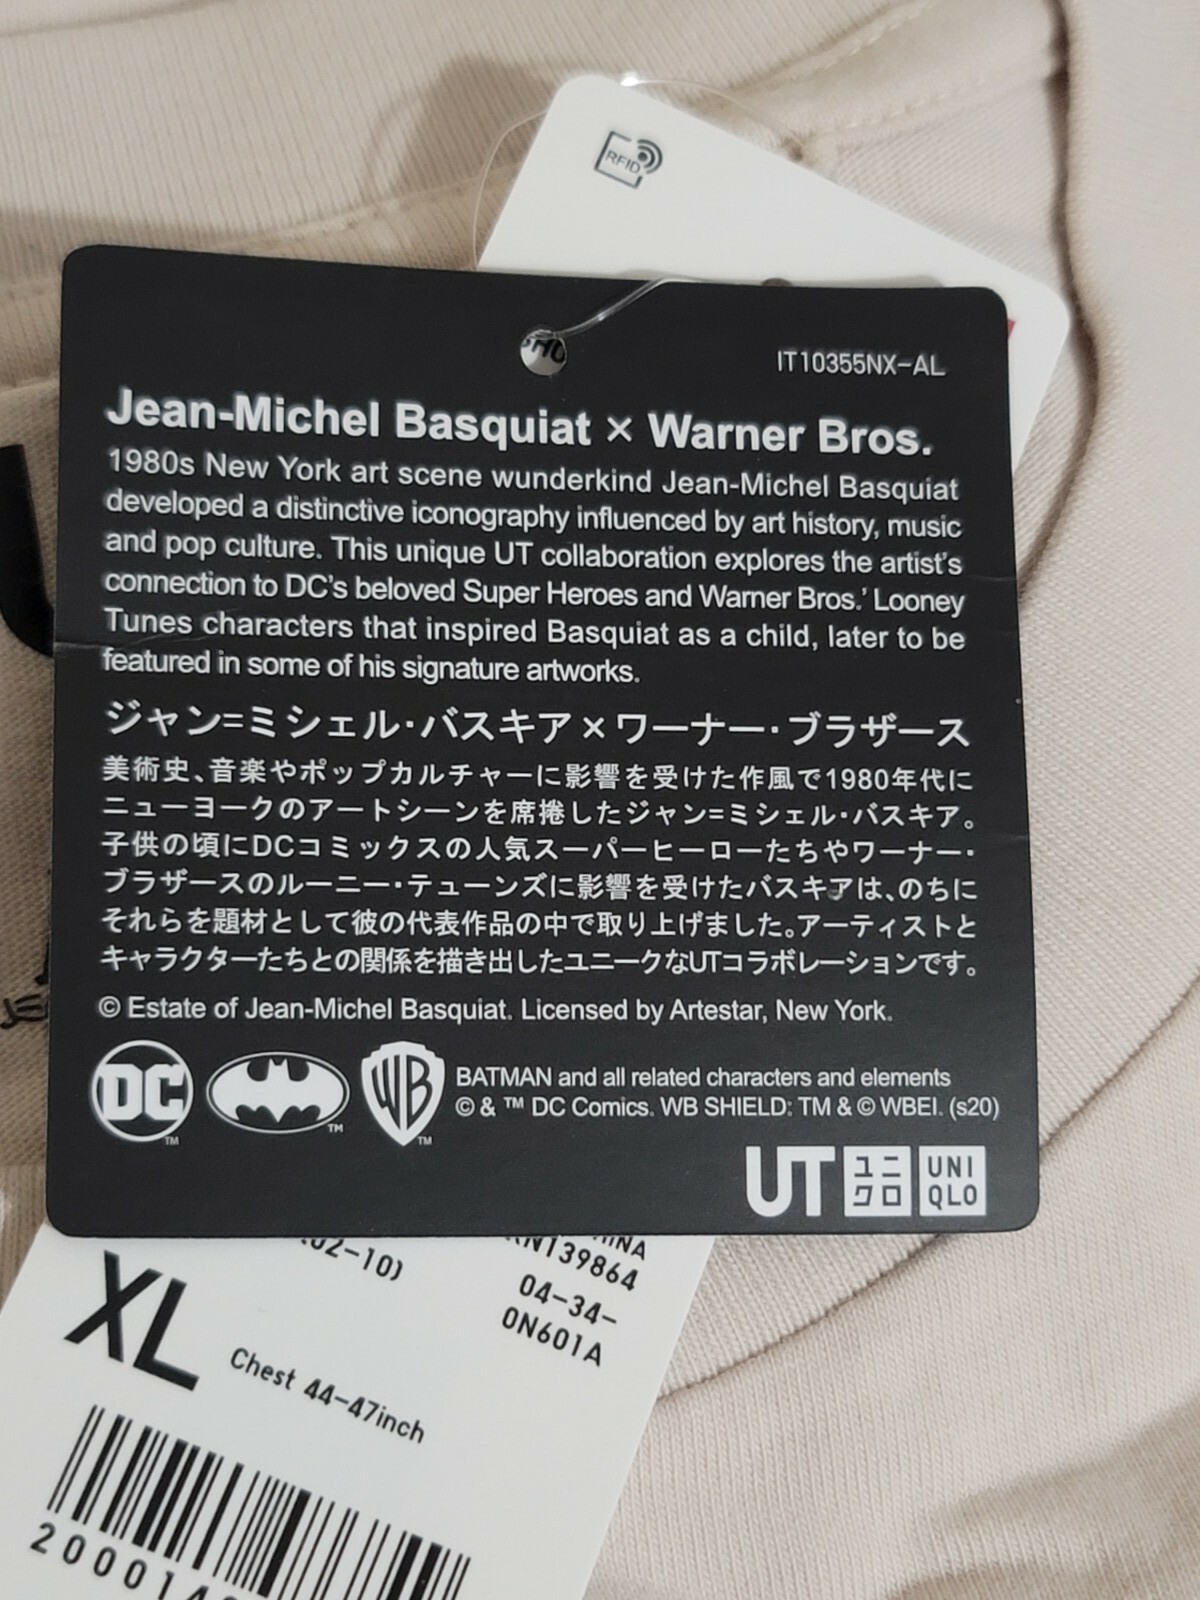 RFID
IT10355NX-AL
Jean-Michel Basquiat × Warner Bros.
1980s New York art scene wunderkind Jean-Michel Basquiat
developed a distinctive iconography influenced by art history, music
and pop culture. This unique UT collaboration explores the artist's
connection to DC's beloved Super Heroes and Warner Bros.' Looney
Tunes characters that inspired Basquiat as a child, later to be
featured in some of his signature artworks.
ジャン=ミシェル・バスキア×ワーナー・ブラザース
美術史、音楽やポップカルチャーに影響を受けた作風で1980年代に
ニューヨークのアートシーンを席捲したジャン=ミシェル・バスキア。
子供の頃にDCコミックスの人気スーパーヒーローたちやワーナー・
ブラザースのルーニー・テューンズに影響を受けたバスキアは、のちに
それらを題材として彼の代表作品の中で取り上げました。アーティストと
キャラクターたちとの関係を描き出したユニークなUTコラボレーションです。
© Estate of Jean-Michel Basquiat. Licensed by Artestar, New York.
DC ™ ™ WB ™ BATMAN and all related characters and elements
© & ™ DC Comics. WB SHIELD: TM & © WBEI. (s20)
UT ユニクロ UNIQLO
02-10)
RN139864
04-34-
0N601A
XL
Chest 44-47inch